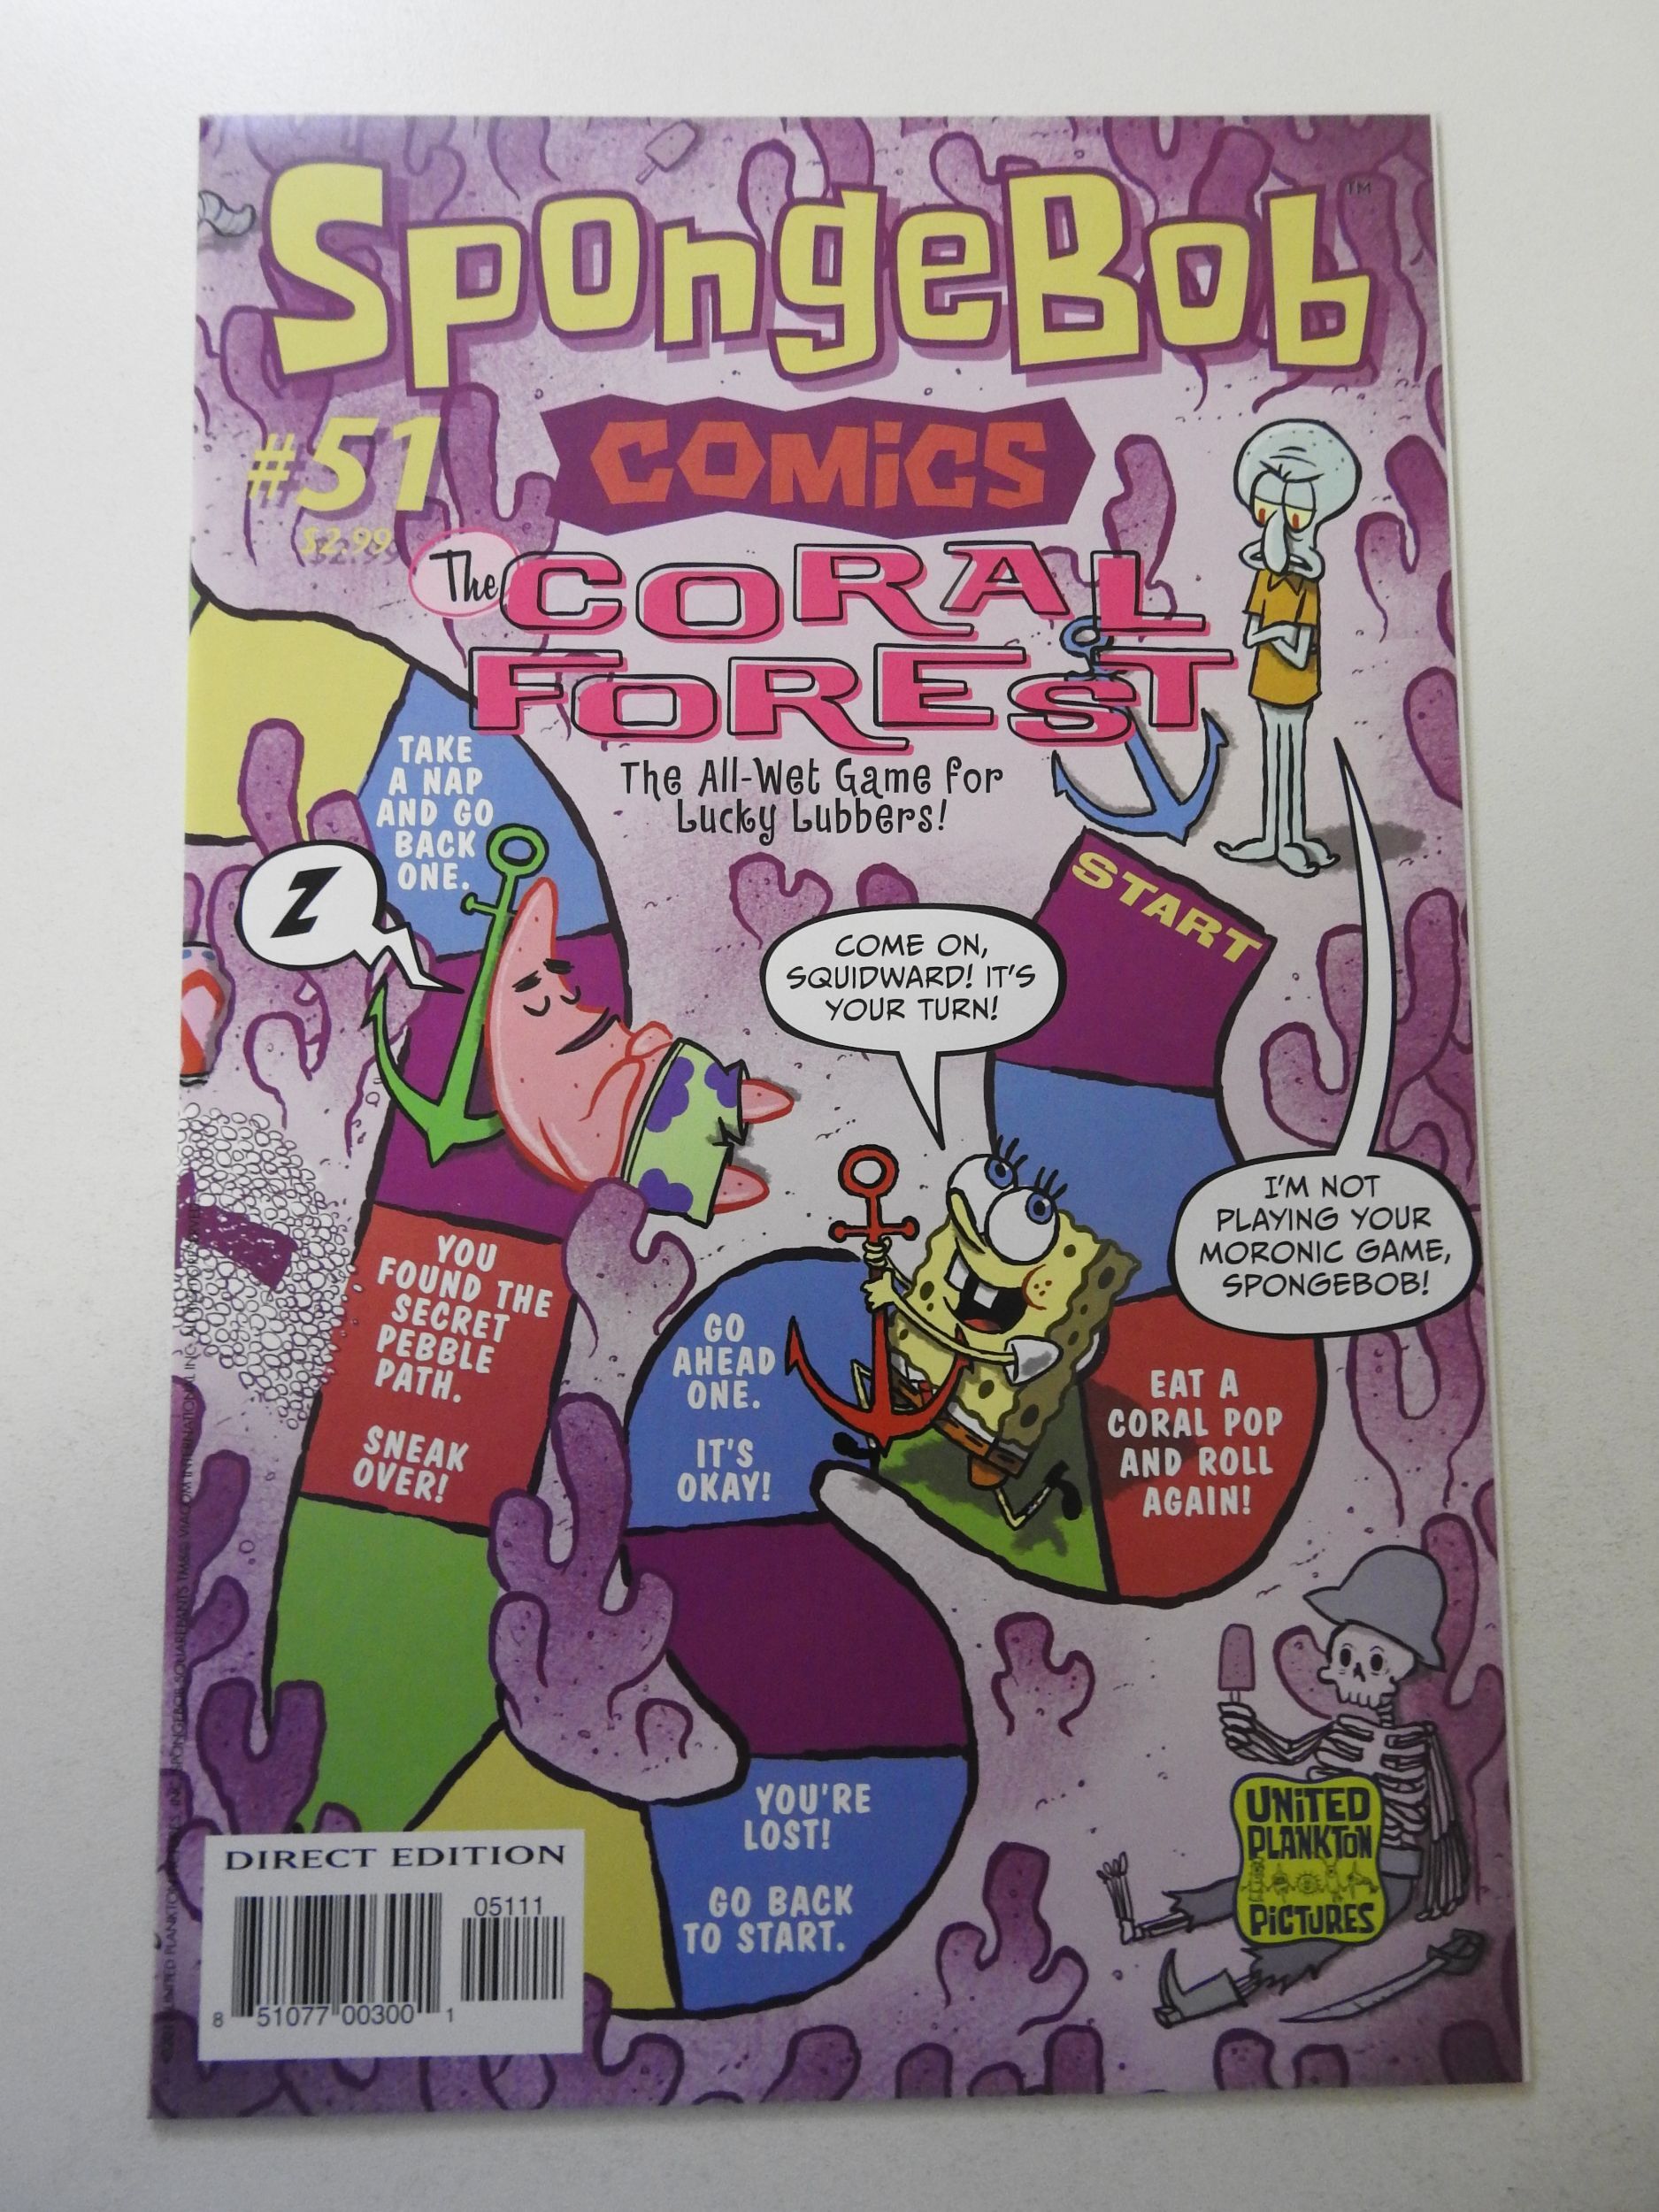 SpongeBob
TM
#51
$2.99
COMiCS
The CORAL
FOREST
The All-Wet Game for
Lucky Lubbers!
TAKE
A NAP
AND GO
BACK
ONE.
Z
START
COME ON,
SQUIDWARD! IT'S
YOUR TURN!
I'M NOT
PLAYING YOUR
MORONIC GAME,
SPONGEBOB!
YOU
FOUND THE
SECRET
PEBBLE
PATH.
SNEAK
OVER!
GO
AHEAD
ONE.
IT'S
OKAY!
EAT A
CORAL POP
AND ROLL
AGAIN!
YOU'RE
LOST!
GO BACK
TO START.
UNiTED
PLANKTON
PiCTURES
DIRECT EDITION
05111
8 51077 00300 1